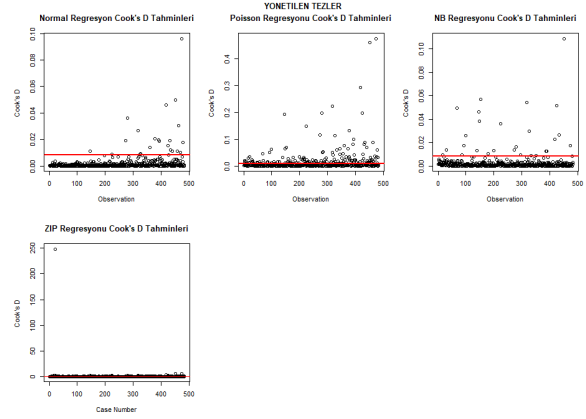 YONETILEN TEZLER
Normal Regresyon Cook's D Tahminleri
Poisson Regresyonu Cook's D Tahminleri
NB Regresyonu Cook's D Tahminleri
Cook's D
0.00 0.02 0.04 0.06 0.08 0.10
0 100 200 300 400 500
Observation
Cook's D
0.0 0.1 0.2 0.3 0.4
0 100 200 300 400 500
Observation
Cook's D
0.00 0.02 0.04 0.06 0.08 0.10
0 100 200 300 400 500
Observation
ZIP Regresyonu Cook's D Tahminleri
Cook's D
0 50 100 150 200 250
0 100 200 300 400 500
Case Number